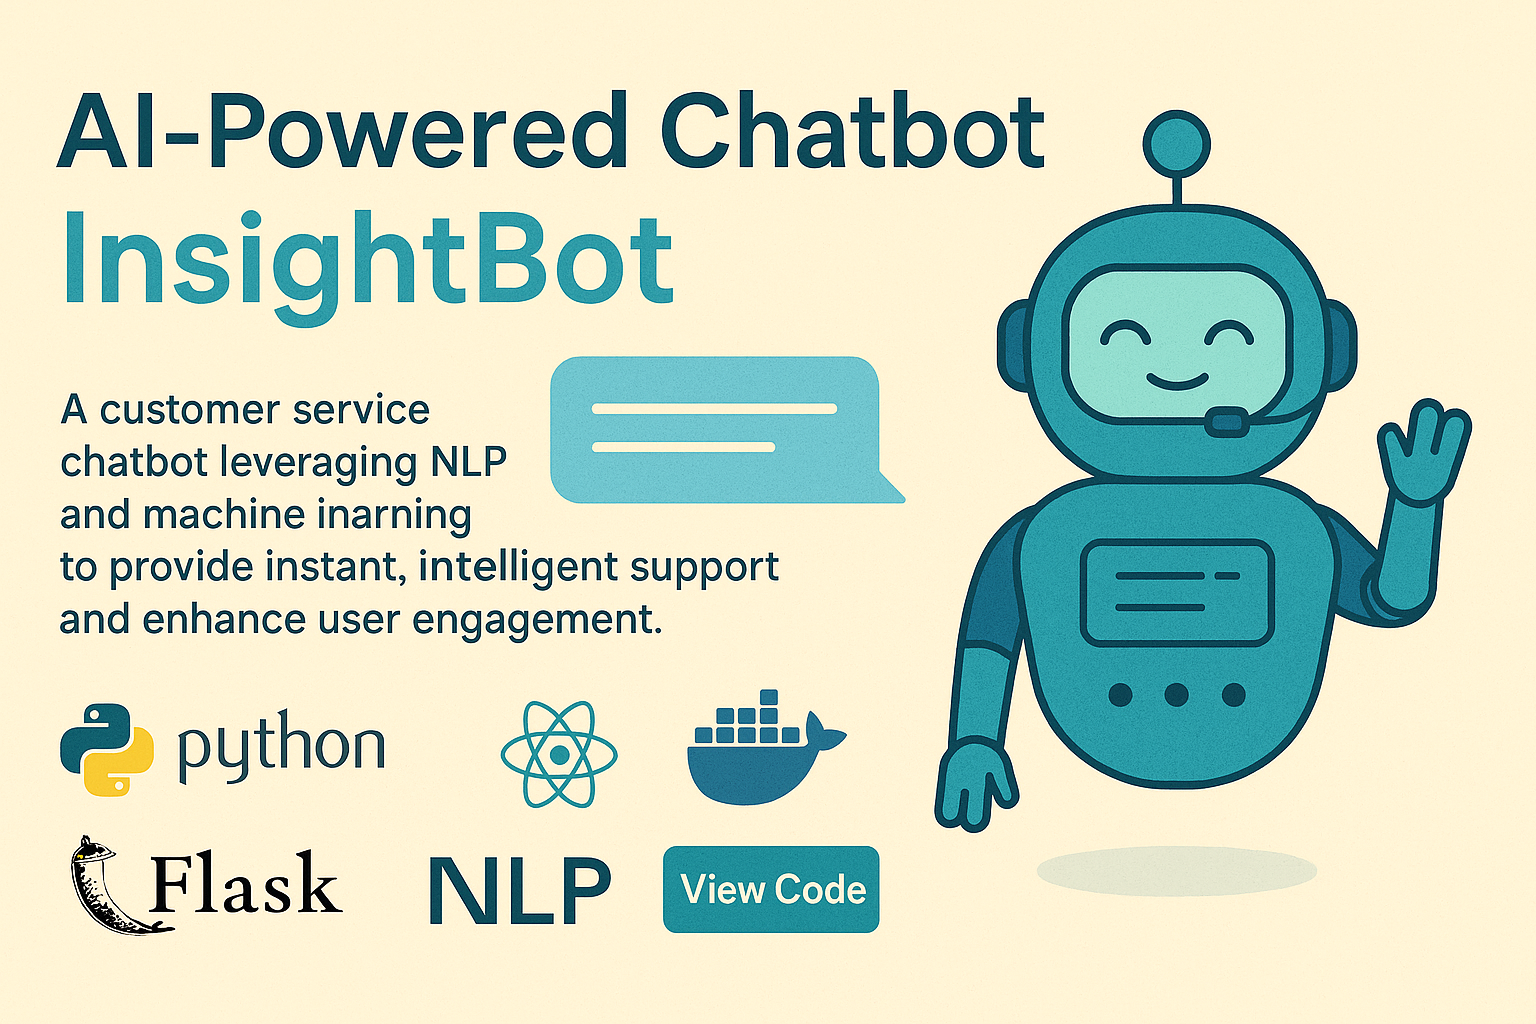 AI-Powered Chatbot
InsightBot
A customer service
chatbot leveraging NLP
and machine inarning
to provide instant, intelligent support
and enhance user engagement.
python
Flask
NLP
View Code